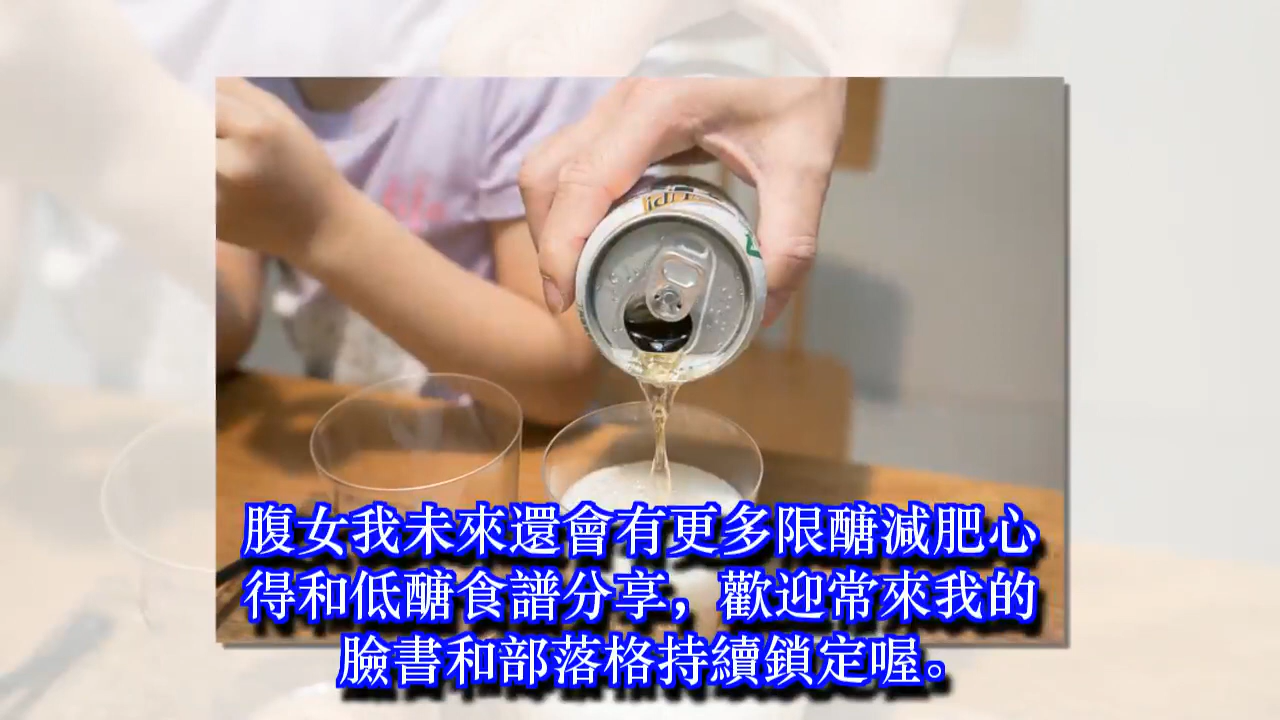 腹女我未來還會有更多限醣減肥心
得和低醣食譜分享，歡迎常來我的
臉書和部落格持續鎖定喔。